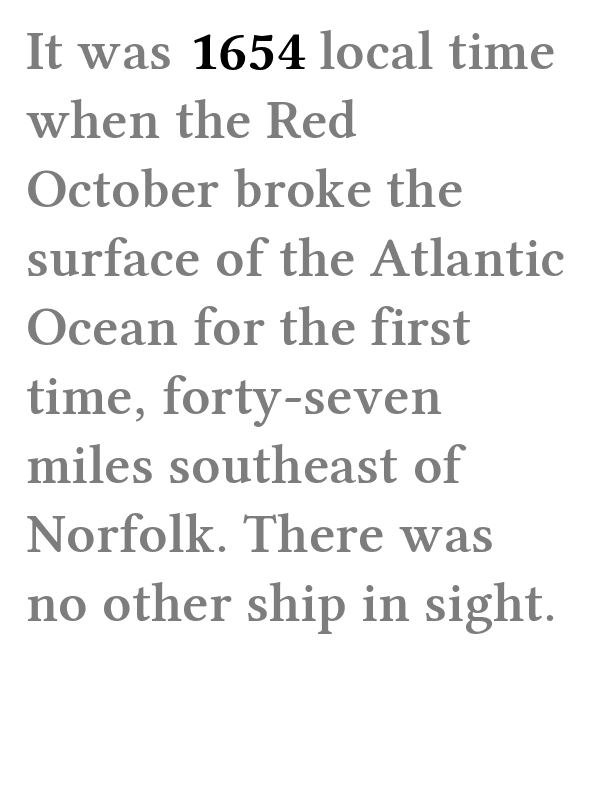 It was 1654 local time
when the Red
October broke the
surface of the Atlantic
Ocean for the first
time, forty-seven
miles southeast of
Norfolk. There was
no other ship in sight.